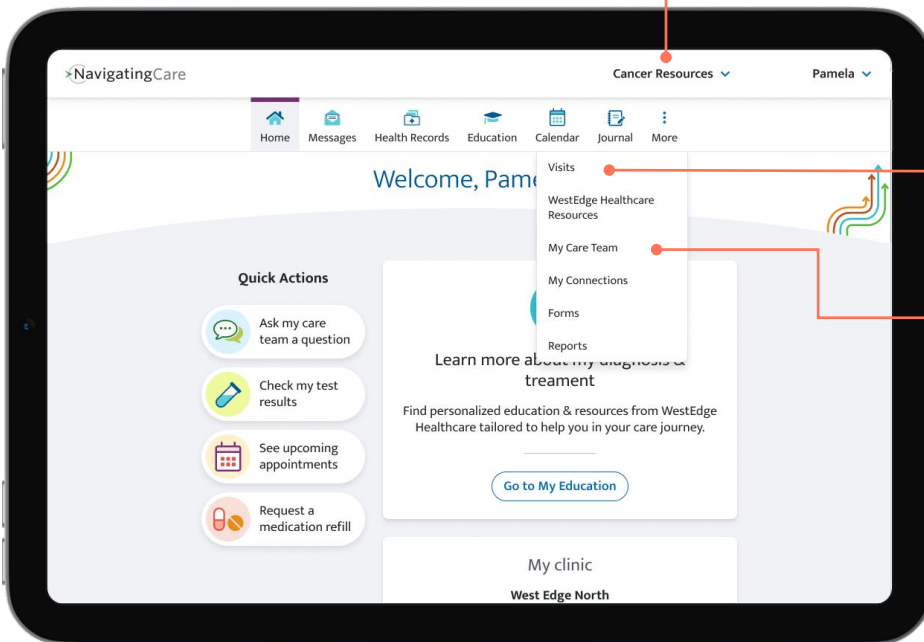 NavigatingCare
Cancer Resources
Pamela
Home
Messages
Health Records
Education
Calendar
Journal
More
Welcome, Pam
Visits
WestEdge Healthcare
Resources
My Care Team
My Connections
Forms
Reports
Quick Actions
Ask my care
team a question
Check my test
results
See upcoming
appointments
Request a
medication refill
Learn more about my diagnosis &
treament
Find personalized education & resources from WestEdge
Healthcare tailored to help you in your care journey.
Go to My Education
My clinic
West Edge North